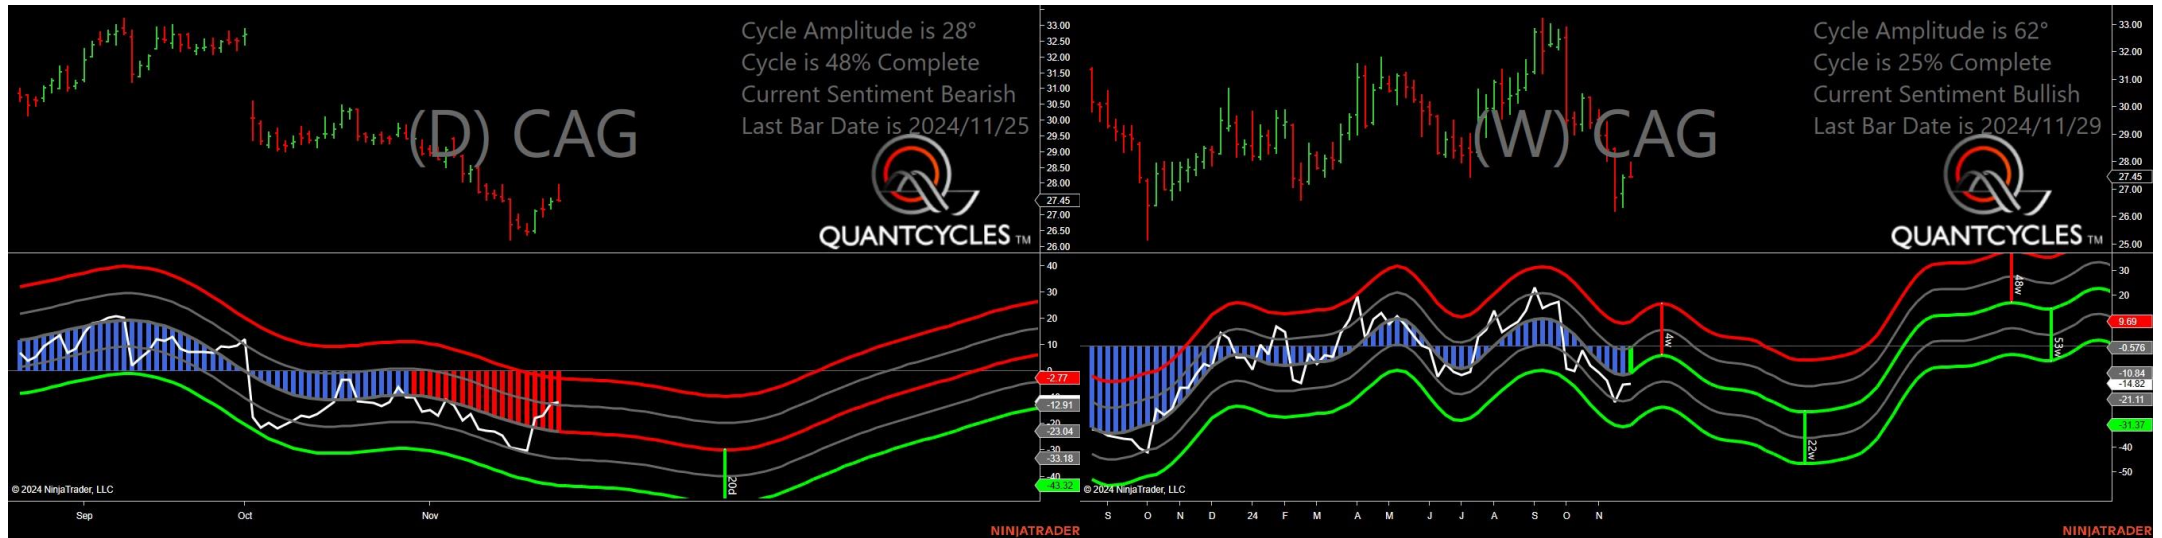 Cycle Amplitude is 28°
Cycle is 48% Complete
Current Sentiment Bearish
Last Bar Date is 2024/11/25
(D) CAG
QUANTCYCLES TM
33.00
32.50
32.00
31.50
31.00
30.50
30.00
29.50
29.00
28.50
28.00
27.45
27.00
26.50
26.00
40
30
20
10
0
-2.77
-12.91
-20
-23.04
-30
-33.18
-40
-43.32
20d
© 2024 NinjaTrader, LLC
Sep Oct Nov
NINJATRADER
Cycle Amplitude is 62°
Cycle is 25% Complete
Current Sentiment Bullish
Last Bar Date is 2024/11/29
(W) CAG
QUANTCYCLES TM
33.00
32.00
31.00
30.00
29.00
28.00
27.45
27.00
26.00
25.00
30
20
9.69
-0.576
-10.84
-14.82
-21.11
-31.37
-40
-50
4w
22w
48w
53w
© 2024 NinjaTrader, LLC
S O N D 24 F M A M J J A S O N
NINJATRADER